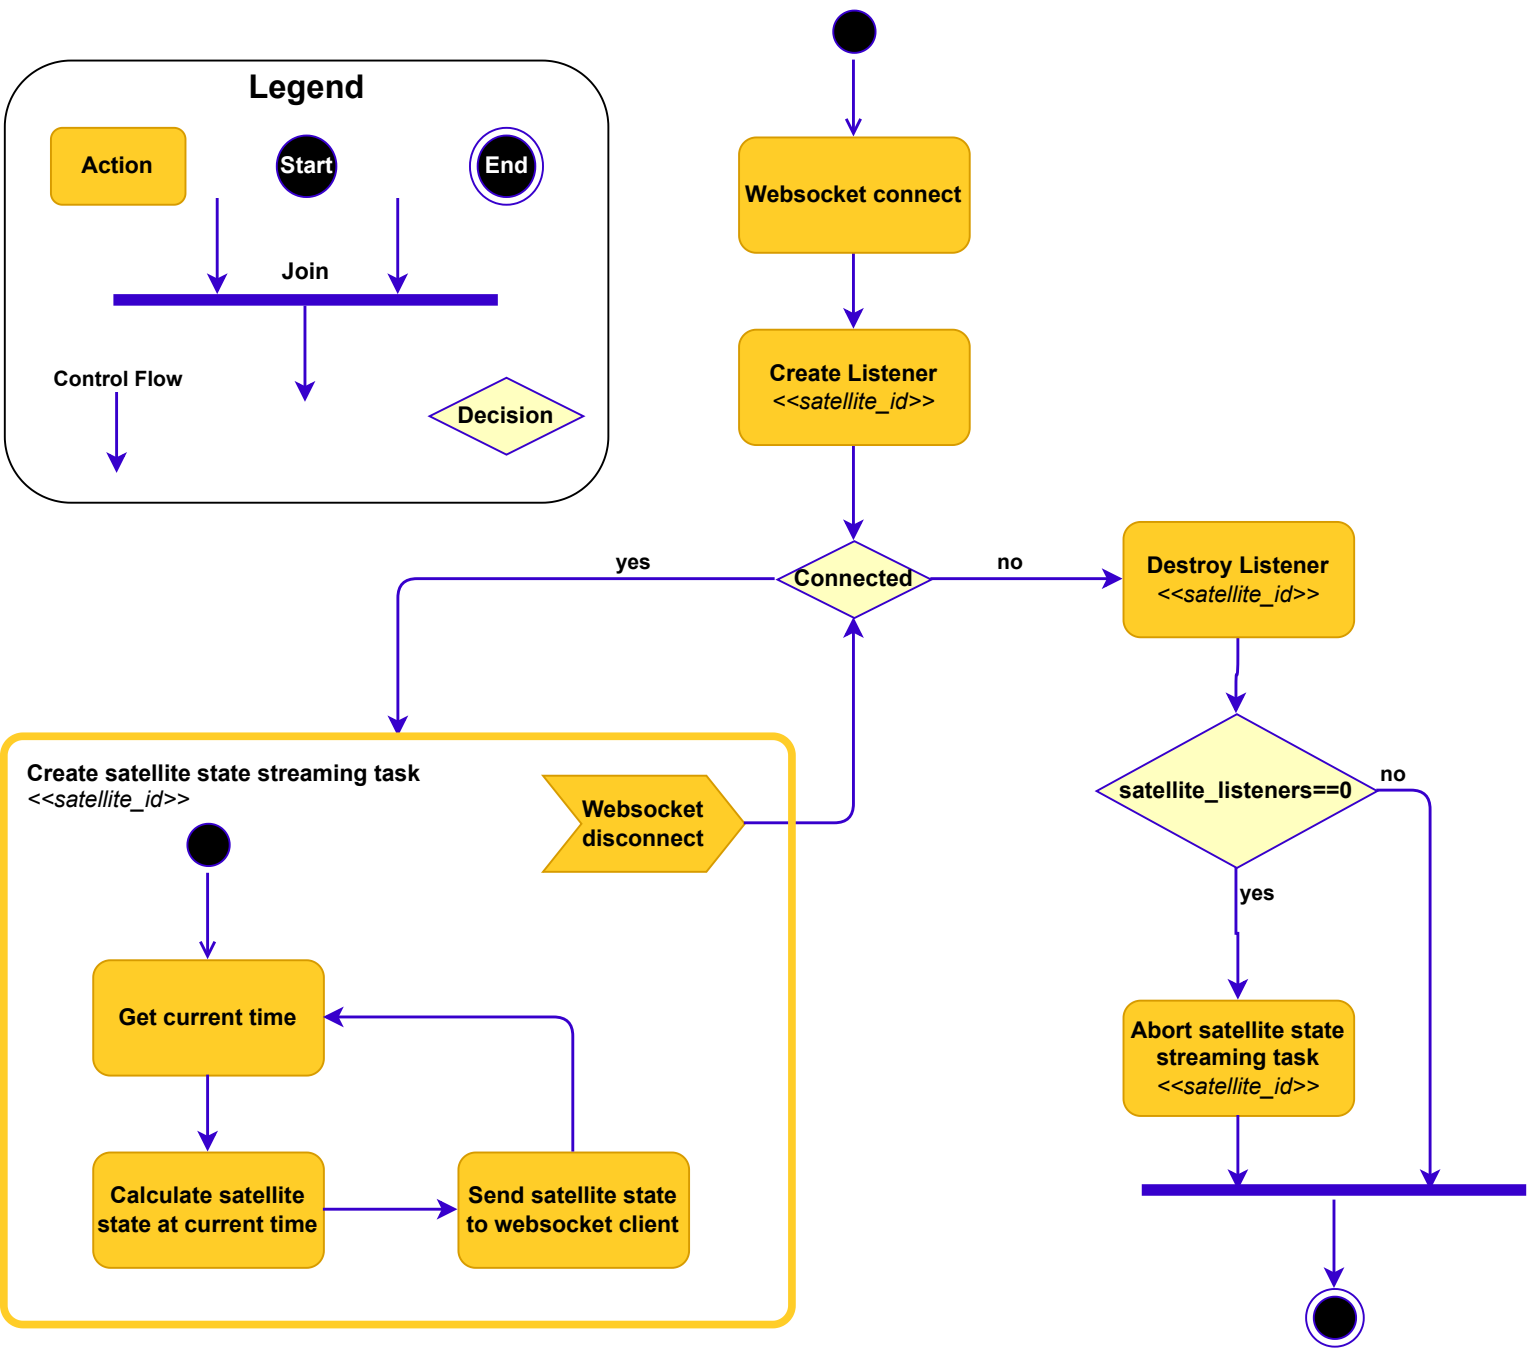 Legend
Action
Start
End
Join
Control Flow
Decision
Websocket connect
Create Listener
<<satellite_id>>
Connected
yes
no
Destroy Listener
<<satellite_id>>
satellite_listeners==0
no
yes
Abort satellite state
streaming task
<<satellite_id>>
Create satellite state streaming task
<<satellite_id>>
Websocket
disconnect
Get current time
Calculate satellite
state at current time
Send satellite state
to websocket client